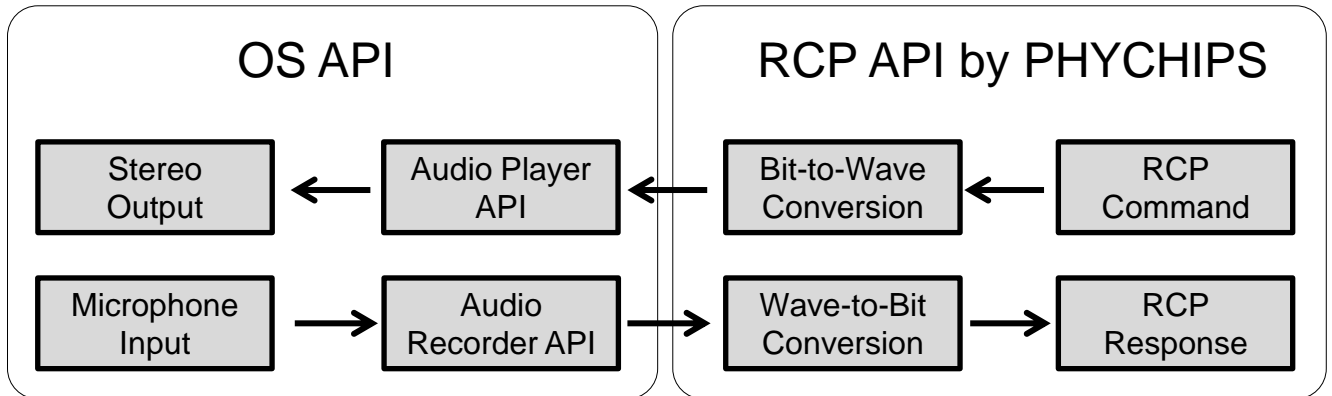 OS API
RCP API by PHYCHIPS
Stereo
Output
Audio Player
API
Bit-to-Wave
Conversion
RCP
Command
Microphone
Input
Audio
Recorder API
Wave-to-Bit
Conversion
RCP
Response